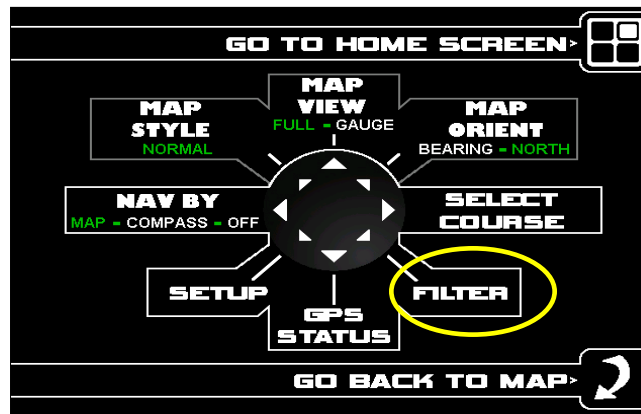 GO TO HOME SCREEN>
MAP
VIEW
FULL - GAUGE
MAP
STYLE
NORMAL
MAP
ORIENT
BEARING - NORTH
NAV BY
MAP - COMPASS - OFF
SELECT
COURSE
SETUP
FILTER
GPS
STATUS
GO BACK TO MAP>